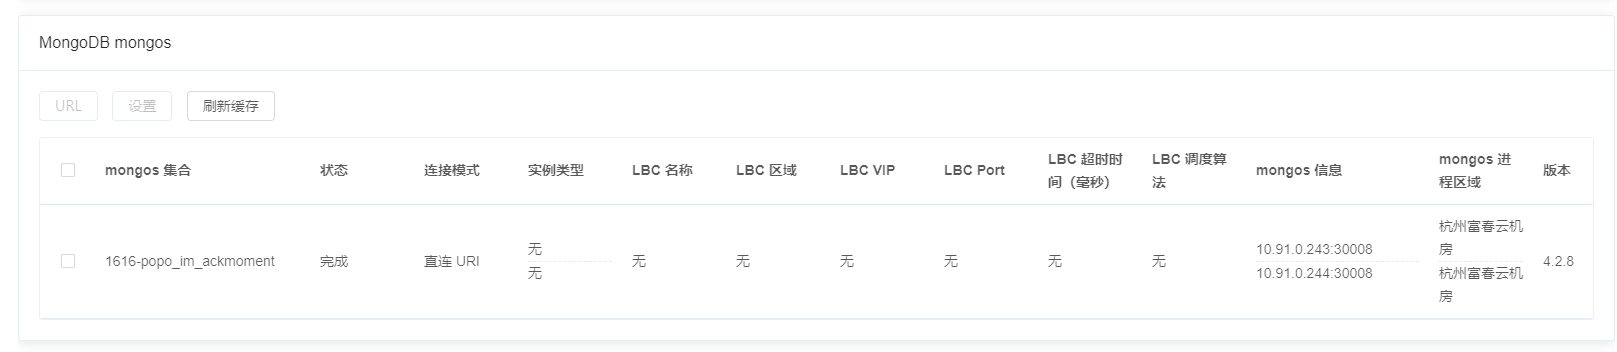 MongoDB mongos
URL 设置 刷新缓存
mongos 集合 状态 连接模式 实例类型 LBC 名称 LBC 区域 LBC VIP LBC Port LBC 超时时间（毫秒） LBC 调度算法 mongos 信息 mongos 进程区域 版本
1616-popo_im_ackmoment 完成 直连 URI 无 无 无 无 无 无 无 10.91.0.243:30008 杭州富春云机房 4.2.8
无 10.91.0.244:30008 杭州富春云机房